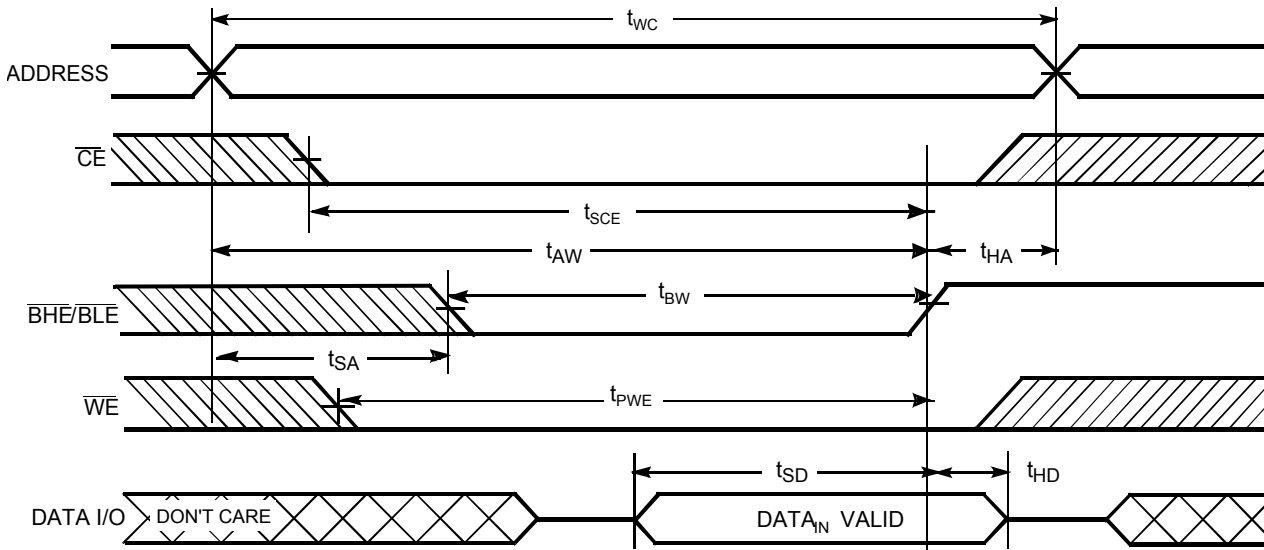 tWC
ADDRESS
CE
tSCE
tAW
tHA
BHE/BLE
tBW
tSA
WE
tPWE
tSD
tHD
DATA I/O
DON'T CARE
DATAIN VALID